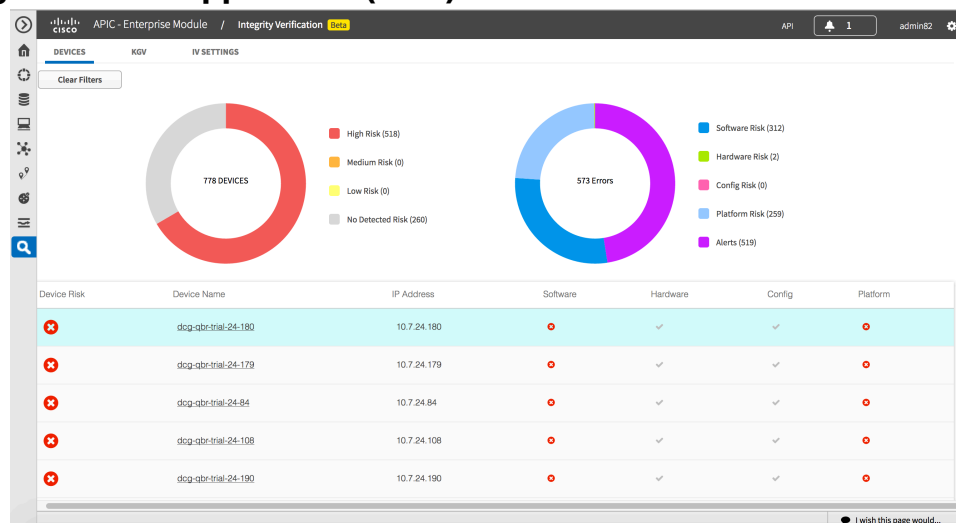 CISCO APIC - Enterprise Module / Integrity Verification Beta API 1 admin82
DEVICES KGV IV SETTINGS
Clear Filters
778 DEVICES
High Risk (518)
Medium Risk (0)
Low Risk (0)
No Detected Risk (260)
573 Errors
Software Risk (312)
Hardware Risk (2)
Config Risk (0)
Platform Risk (259)
Alerts (519)
Device Risk Device Name IP Address Software Hardware Config Platform
dcg-qbr-trial-24-180 10.7.24.180
dcg-qbr-trial-24-179 10.7.24.179
dcg-qbr-trial-24-84 10.7.24.84
dcg-qbr-trial-24-108 10.7.24.108
dcg-qbr-trial-24-190 10.7.24.190
I wish this page would...